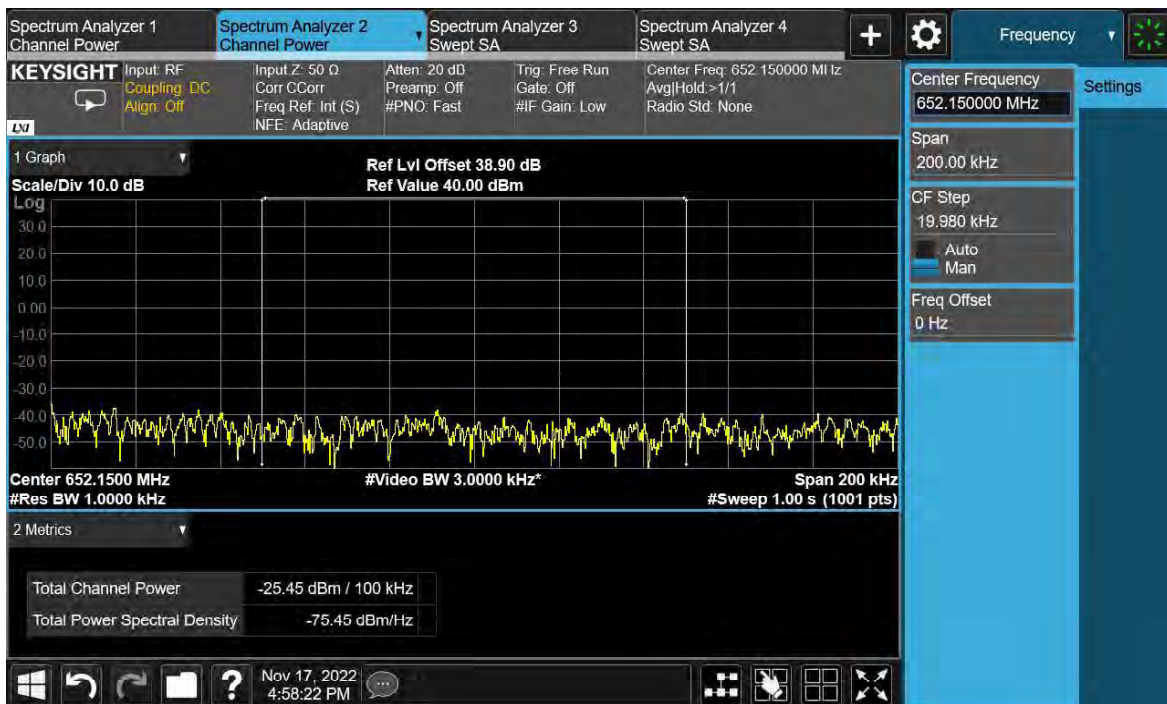 Spectrum Analyzer 1
Channel Power
Spectrum Analyzer 2
Channel Power
Spectrum Analyzer 3
Swept SA
Spectrum Analyzer 4
Swept SA
+
Frequency
KEYSIGHT
LXI
Input: RF
Coupling: DC
Align: Off
Input Z: 50 Ω
Corr CCorr
Freq Ref: Int (S)
NFE: Adaptive
Atten: 20 dB
Preamp: Off
#PNO: Fast
Trig: Free Run
Gate: Off
#IF Gain: Low
Center Freq: 652.150000 MHz
Avg|Hold:>1/1
Radio Std: None
Center Frequency
652.150000 MHz
Settings
Span
200.00 kHz
CF Step
19.980 kHz
Auto
Man
Freq Offset
0 Hz
1 Graph
Scale/Div 10.0 dB
Ref Lvl Offset 38.90 dB
Ref Value 40.00 dBm
Log
30.0
20.0
10.0
0.00
-10.0
-20.0
-30.0
-40.0
-50.0
Center 652.1500 MHz
#Video BW 3.0000 kHz*
Span 200 kHz
#Res BW 1.0000 kHz
#Sweep 1.00 s (1001 pts)
2 Metrics
Total Channel Power -25.45 dBm / 100 kHz
Total Power Spectral Density -75.45 dBm/Hz
?
Nov 17, 2022
4:58:22 PM